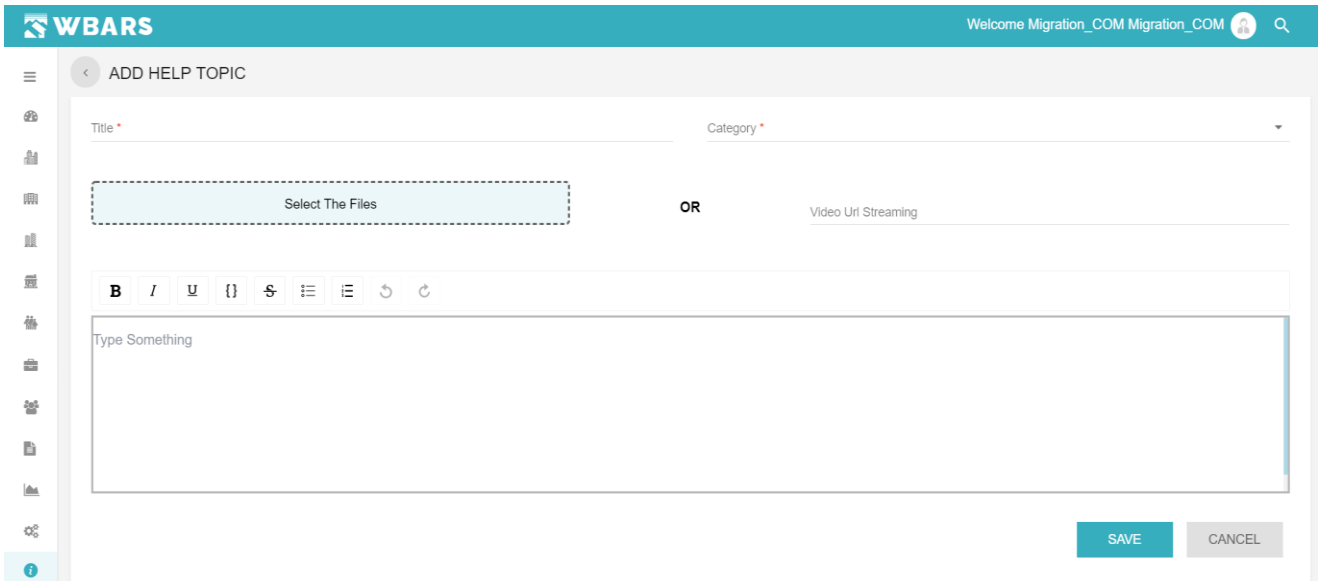 WBARS
Welcome Migration_COM Migration_COM
ADD HELP TOPIC
Title *
Category *
Select The Files
OR
Video Url Streaming
B I U {} S
Type Something
SAVE
CANCEL